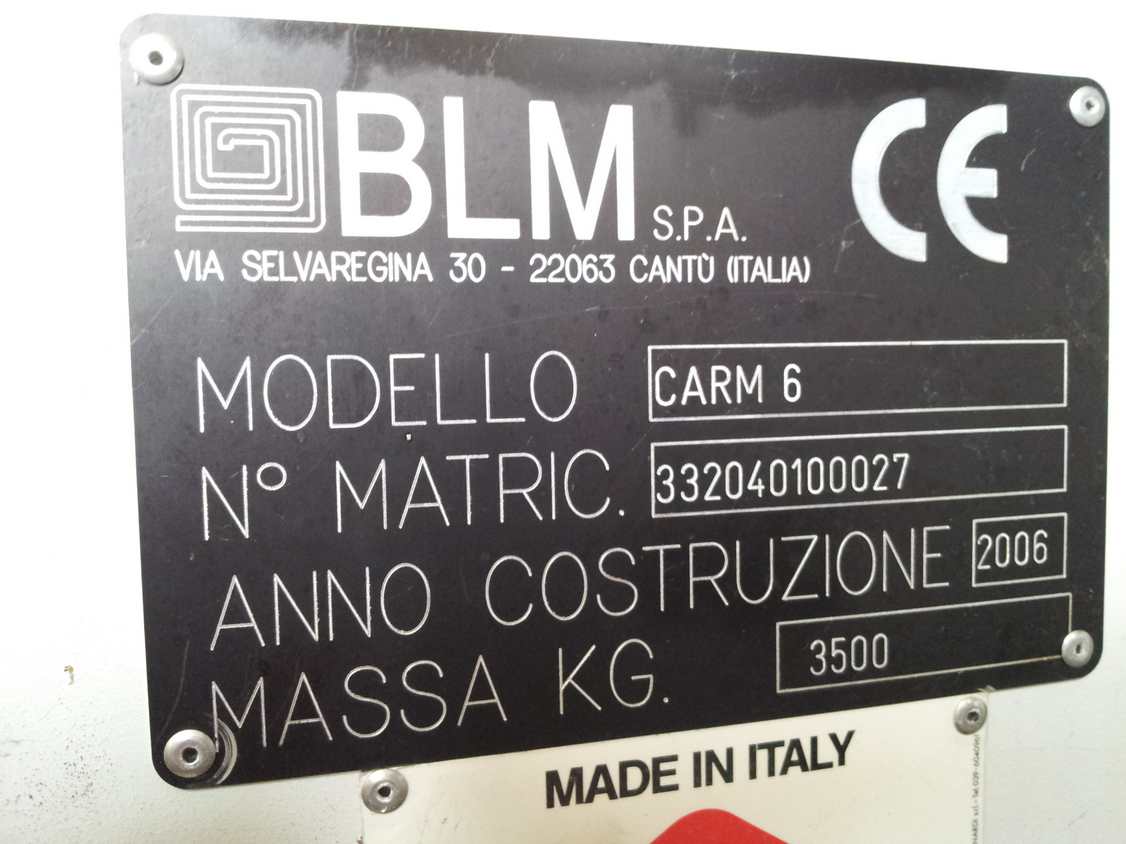 BLM S.P.A.
CE
VIA SELVAREGINA 30 - 22063 CANTÙ (ITALIA)
MODELLO CARM 6
N° MATRIC. 332040100027
ANNO COSTRUZIONE 2006
MASSA KG. 3500
MADE IN ITALY